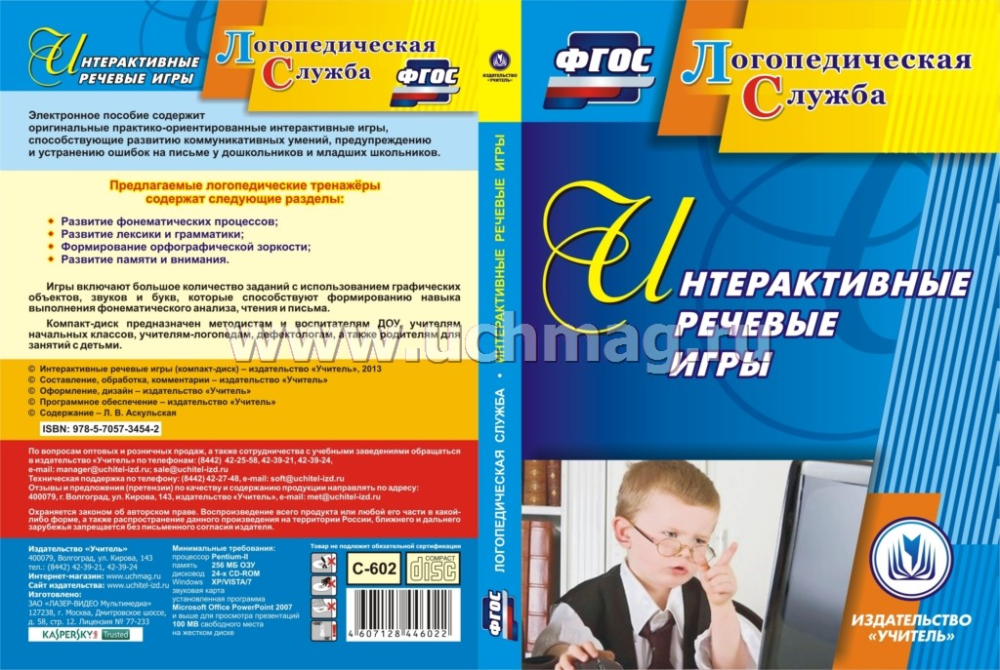 Интерактивные
речевые игры
Логопедическая
Служба
ФГОС
ИЗДАТЕЛЬСТВО
«УЧИТЕЛЬ»
Электронное пособие содержит
оригинальные практико-ориентированные интерактивные игры,
способствующие развитию коммуникативных умений, предупреждению
и устранению ошибок на письме у дошкольников и младших школьников.
Предлагаемые логопедические тренажёры
содержат следующие разделы:
Развитие фонематических процессов;
Развитие лексики и грамматики;
Формирование орфографической зоркости;
Развитие памяти и внимания.
Игры включают большое количество заданий с использованием графических
объектов, звуков и букв, которые способствуют формированию навыка
выполнения фонематического анализа, чтения и письма.
Компакт-диск предназначен методистам и воспитателям ДОУ, учителям
начальных классов, учителям-логопедам, дефектологам, а также родителям для
занятий с детьми.
© Интерактивные речевые игры (компакт-диск) – издательство «Учитель», 2013
© Составление, обработка, комментарии – издательство «Учитель»
© Оформление, дизайн – издательство «Учитель»
© Программное обеспечение – издательство «Учитель»
© Содержание – Л. В. Аскульская
ISBN: 978-5-7057-3454-2
По вопросам оптовых и розничных продаж, а также сотрудничества с учебными заведениями обращаться
в издательство «Учитель» по телефонам: (8442) 42-25-58, 42-39-21, 42-39-24,
e-mail: manager@uchitel-izd.ru; sale@uchitel-izd.ru
Техническая поддержка по телефону: (8442) 42-27-48, e-mail: soft@uchitel-izd.ru
Отзывы и предложения (претензии) по качеству и содержанию продукции направлять по адресу:
400079, г. Волгоград, ул. Кирова, 143, издательство «Учитель», e-mail: met@uchitel-izd.ru
Охраняется законом об авторском праве. Воспроизведение всего продукта или любой его части в какой-
либо форме, а также распространение данного произведения на территории России, ближнего и дальнего
зарубежья запрещается без письменного согласия издателя.
Издательство «Учитель»
400079, Волгоград, ул. Кирова, 143
тел.: (8442) 42-39-21, 42-39-24
Интернет-магазин: www.uchmag.ru
Сайт издательства: www.uchitel-izd.ru
Изготовлено:
ЗАО «ЛАЗЕР-ВИДЕО Мультимедиа»
127238, г. Москва, Дмитровское шоссе,
д. 58, стр. 12. Лицензия № 77-233
KASPERSKY Trusted
Минимальные требования:
процессор Pentium-II
память 256 МБ ОЗУ
дисковод 24-x CD-ROM
Windows XP/VISTA/7
звуковая карта
установленная программа
Microsoft Office PowerPoint 2007
и выше для просмотра презентаций
100 МВ свободного места
на жестком диске
Товар не подлежит обязательной сертификации
С-602
COMPACT
disc
4 607128 446022
ФГОС ЛОГОПЕДИЧЕСКАЯ СЛУЖБА • ИНТЕРАКТИВНЫЕ РЕЧЕВЫЕ ИГРЫ
ФГОС
Логопедическая
Служба
Интерактивные
речевые
игры
www.uchmag.ru
ИЗДАТЕЛЬСТВО
«УЧИТЕЛЬ»